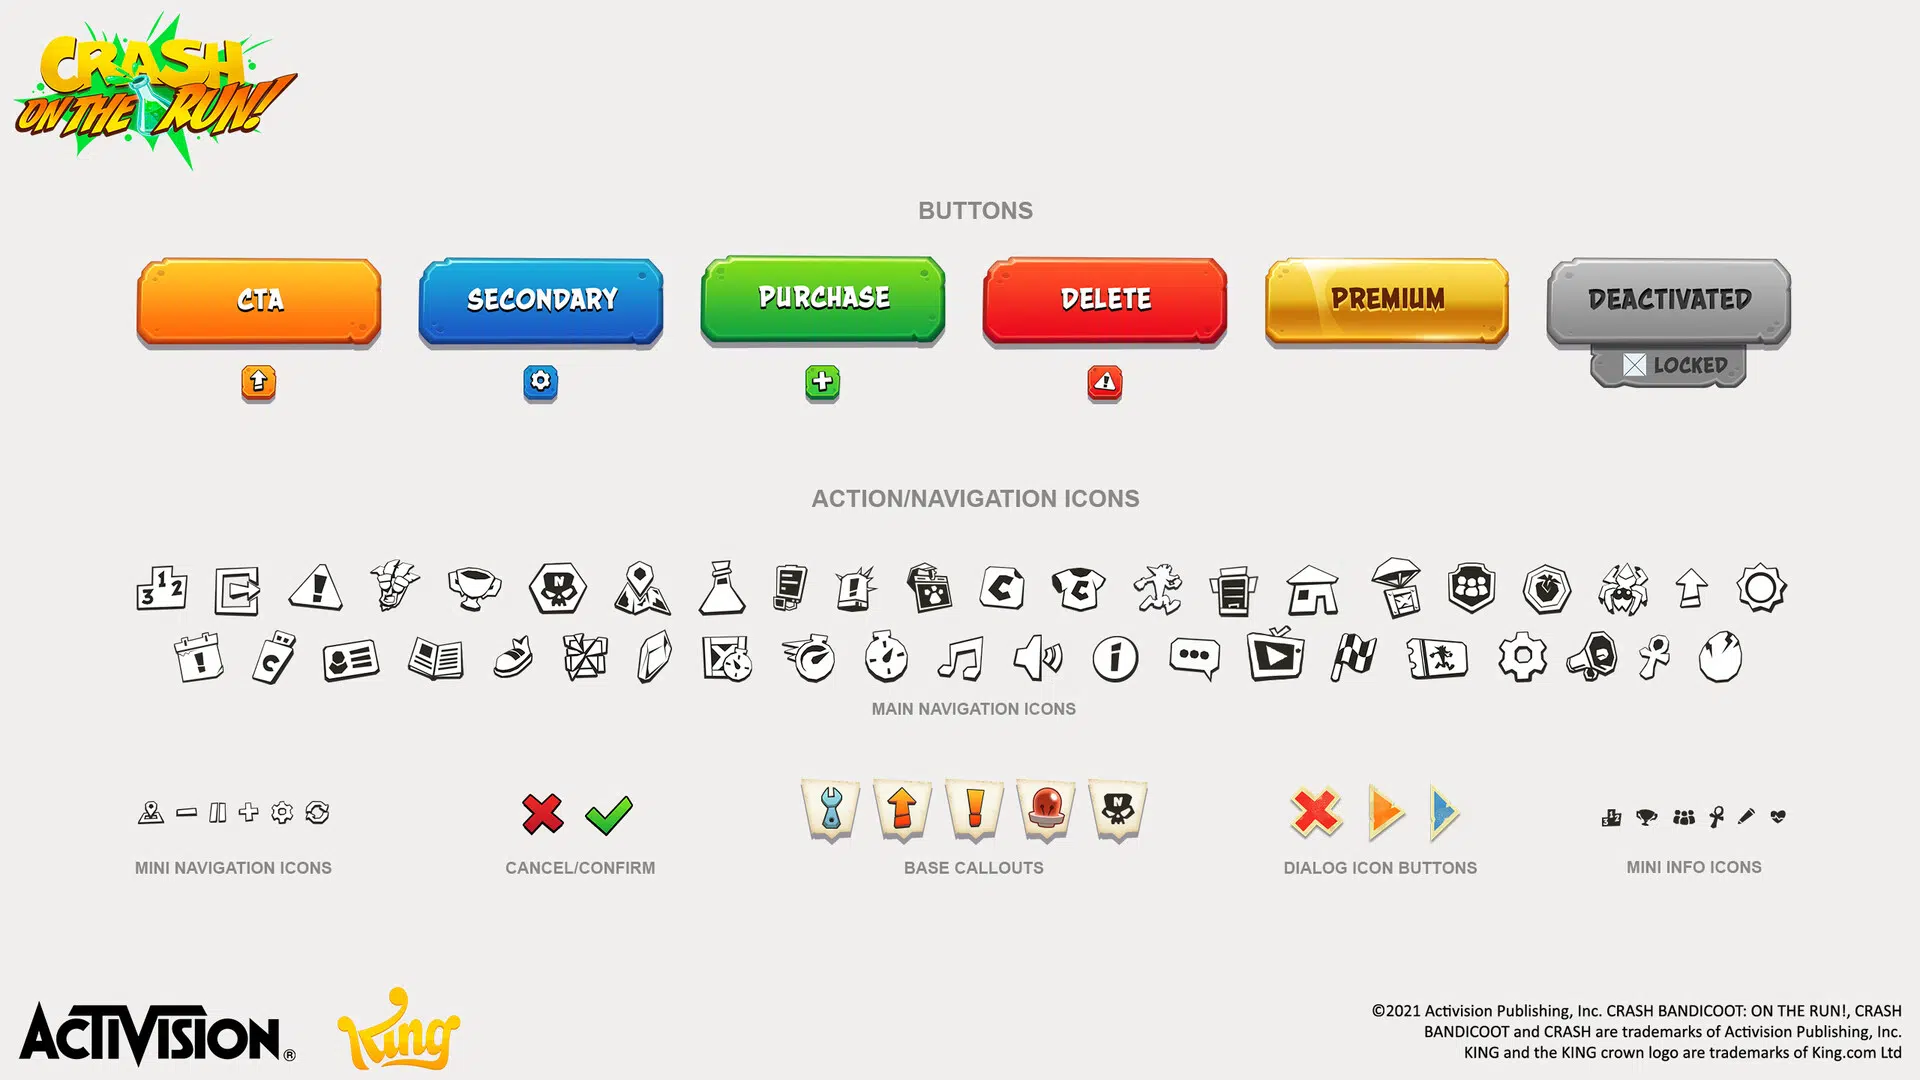 CRASH
ON THE RUN!
BUTTONS
CTA
SECONDARY
PURCHASE
DELETE
PREMIUM
DEACTIVATED
LOCKED
ACTION/NAVIGATION ICONS
1
2
3
N
C
C
C
MAIN NAVIGATION ICONS
N
MINI NAVIGATION ICONS
CANCEL/CONFIRM
BASE CALLOUTS
DIALOG ICON BUTTONS
MINI INFO ICONS
ACTIVISION®
King
©2021 Activision Publishing, Inc. CRASH BANDICOOT: ON THE RUN!, CRASH
BANDICOOT and CRASH are trademarks of Activision Publishing, Inc.
KING and the KING crown logo are trademarks of King.com Ltd